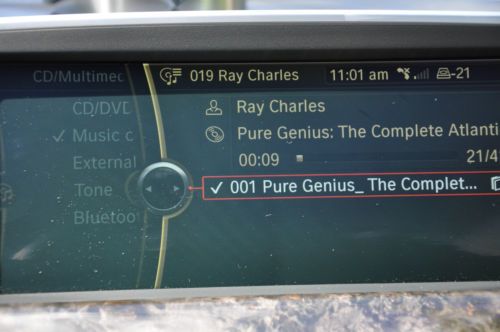 CD/Multimec 019 Ray Charles 11:01 am -21
CD/DVD Ray Charles
Music c Pure Genius: The Complete Atlanti
External 00:09 21/4
Tone 001 Pure Genius_ The Complet...
Bluetoo